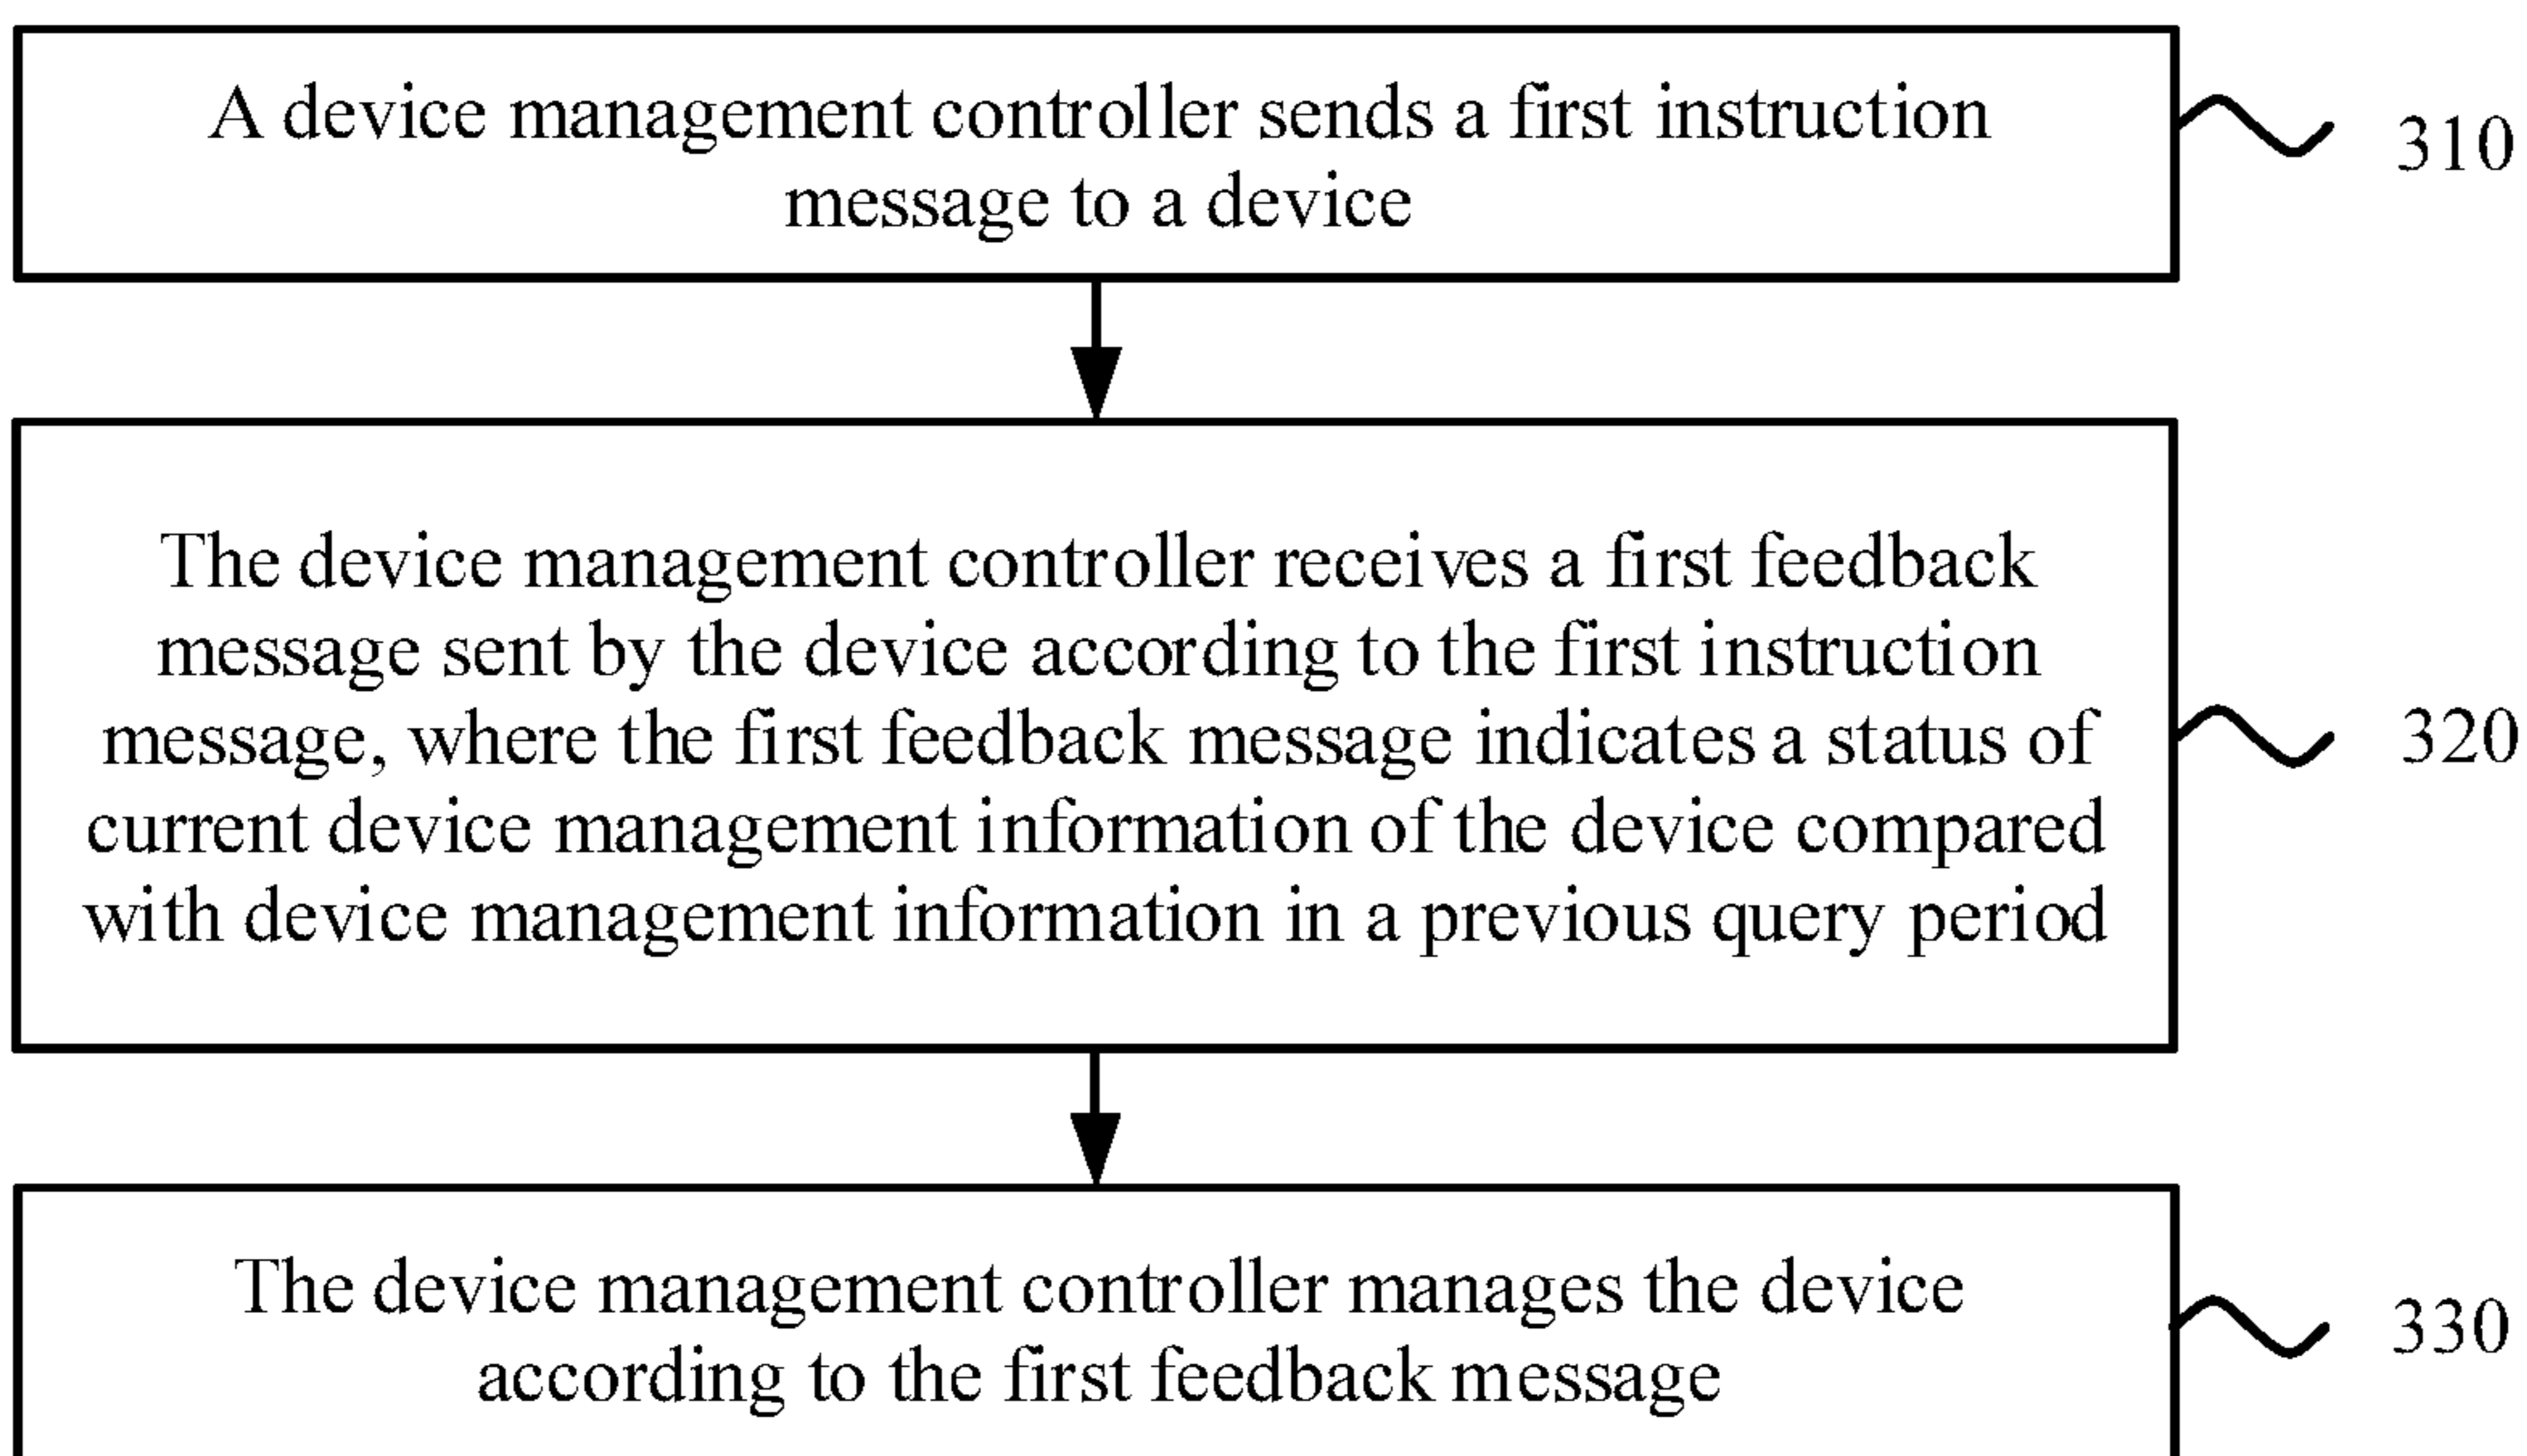 A device management controller sends a first instruction
message to a device
310
The device management controller receives a first feedback
message sent by the device according to the first instruction
message, where the first feedback message indicates a status of
current device management information of the device compared
with device management information in a previous query period
320
The device management controller manages the device
according to the first feedback message
330